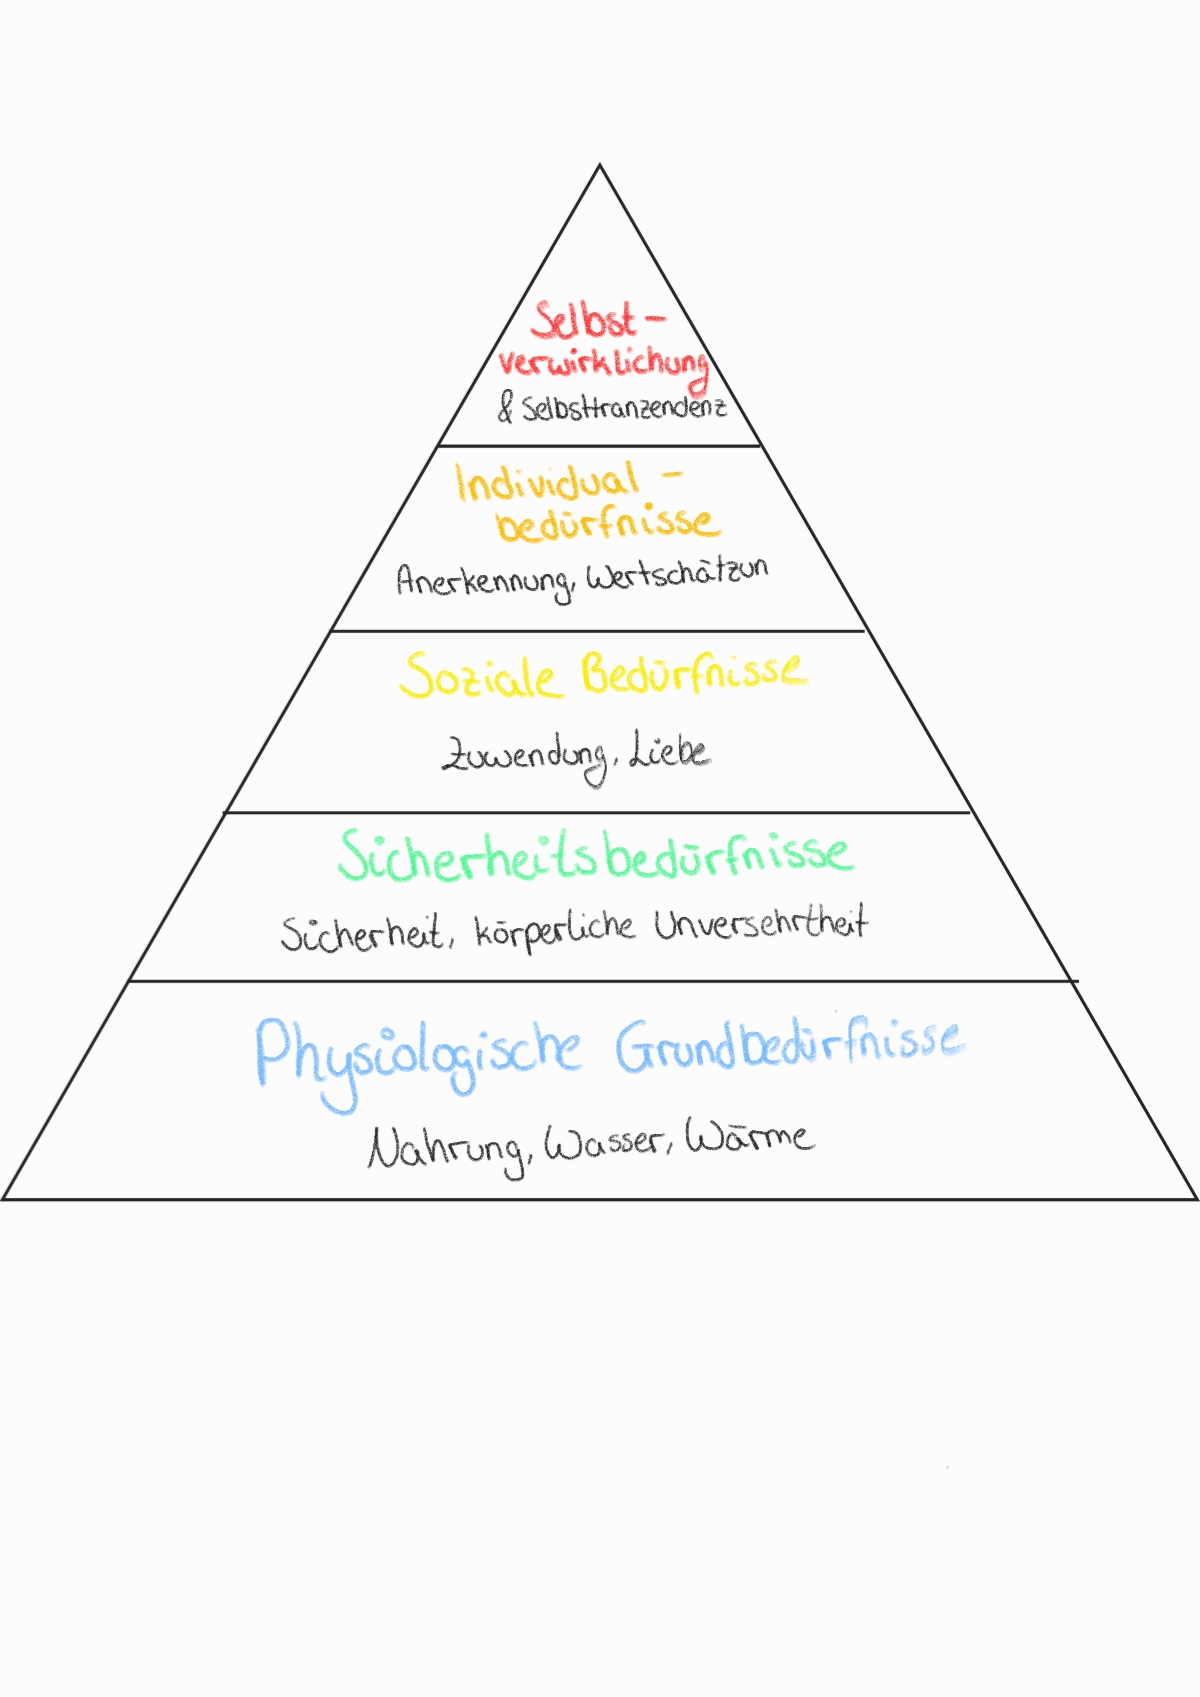 Selbst-
verwirklichung
& Selbsttranzendenz
Individual-
bedürfnisse
Anerkennung, Wertschätzun
Soziale Bedürfnisse
Zuwendung, Liebe
Sicherheitsbedürfnisse
Sicherheit, körperliche Unversehrtheit
Physiologische Grundbedürfnisse
Nahrung, Wasser, Wärme